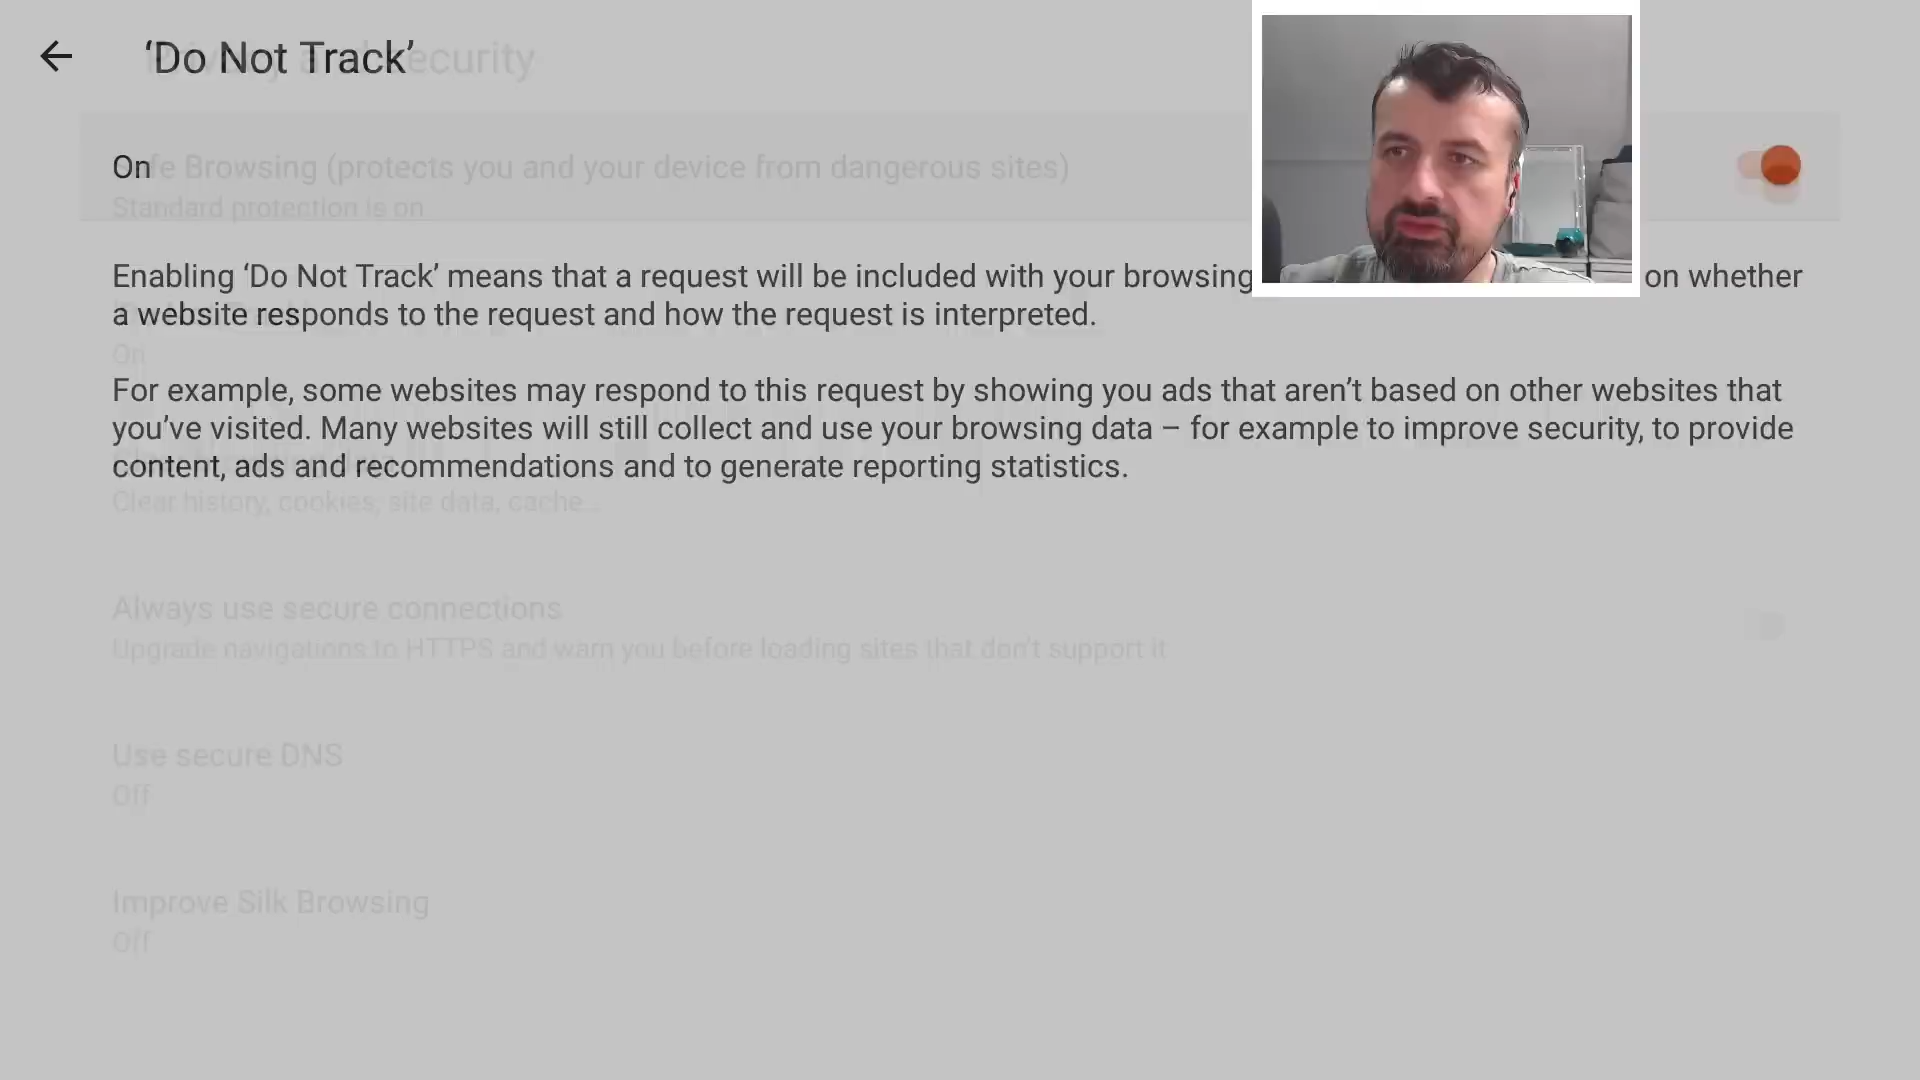 ‘Do Not Track’
Privacy and security
On
Safe Browsing (protects you and your device from dangerous sites)
Standard protection is on
Enabling ‘Do Not Track’ means that a request will be included with your browsing on whether
a website responds to the request and how the request is interpreted.
On
For example, some websites may respond to this request by showing you ads that aren’t based on other websites that
you’ve visited. Many websites will still collect and use your browsing data – for example to improve security, to provide
content, ads and recommendations and to generate reporting statistics.
Clear history, cookies, site data, cache...
Always use secure connections
Upgrade navigations to HTTPS and warn you before loading sites that don’t support it
Use secure DNS
Off
Improve Silk Browsing
Off